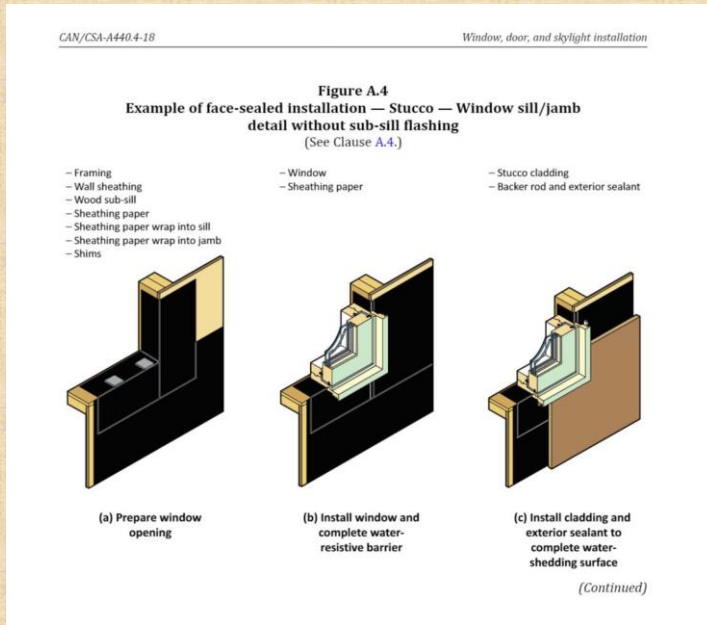 CAN/CSA-A440.4-18
Window, door, and skylight installation
Figure A.4
Example of face-sealed installation — Stucco — Window sill/jamb
detail without sub-sill flashing
(See Clause A.4.)
– Framing
– Wall sheathing
– Wood sub-sill
– Sheathing paper
– Sheathing paper wrap into sill
– Sheathing paper wrap into jamb
– Shims
– Window
– Sheathing paper
– Stucco cladding
– Backer rod and exterior sealant
(a) Prepare window
opening
(b) Install window and
complete water-
resistive barrier
(c) Install cladding and
exterior sealant to
complete water-
shedding surface
(Continued)